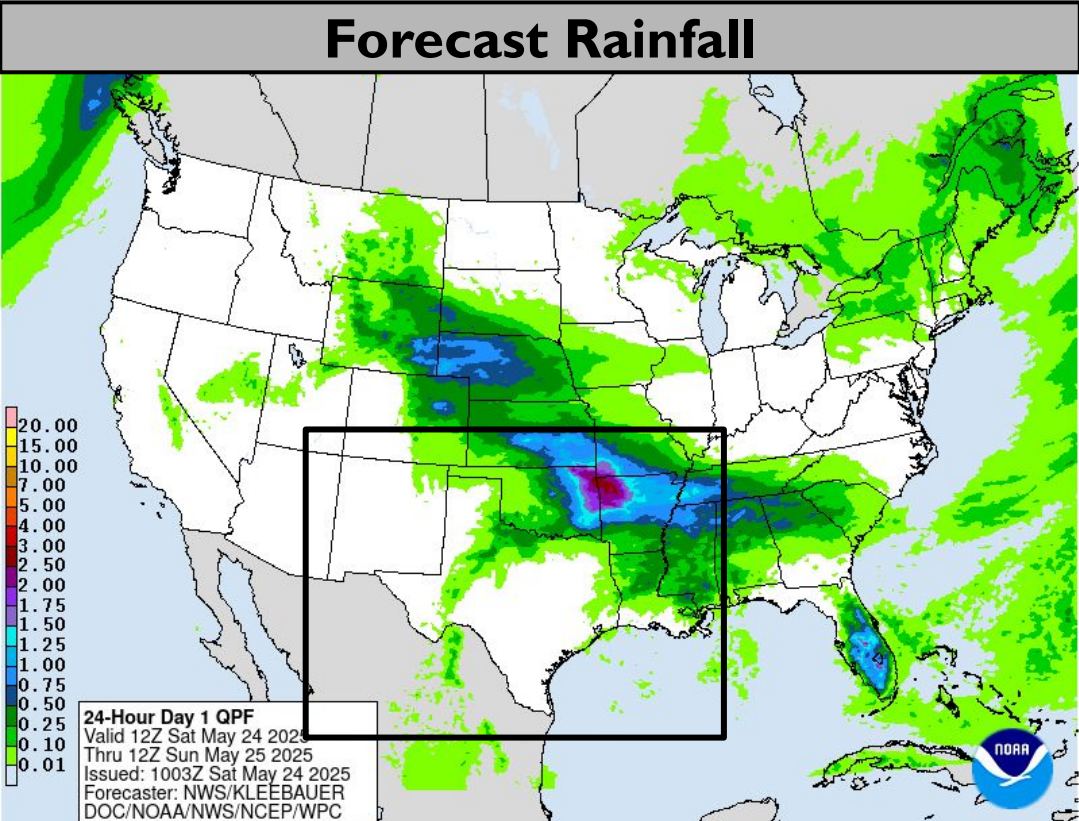 Forecast Rainfall
20.00
15.00
10.00
7.00
5.00
4.00
3.00
2.50
2.00
1.75
1.50
1.25
1.00
0.75
0.50
0.25
0.10
0.01
24-Hour Day 1 QPF
Valid 12Z Sat May 24 2025
Thru 12Z Sun May 25 2025
Issued: 1003Z Sat May 24 2025
Forecaster: NWS/KLEEBAUER
DOC/NOAA/NWS/NCEP/WPC
NOAA